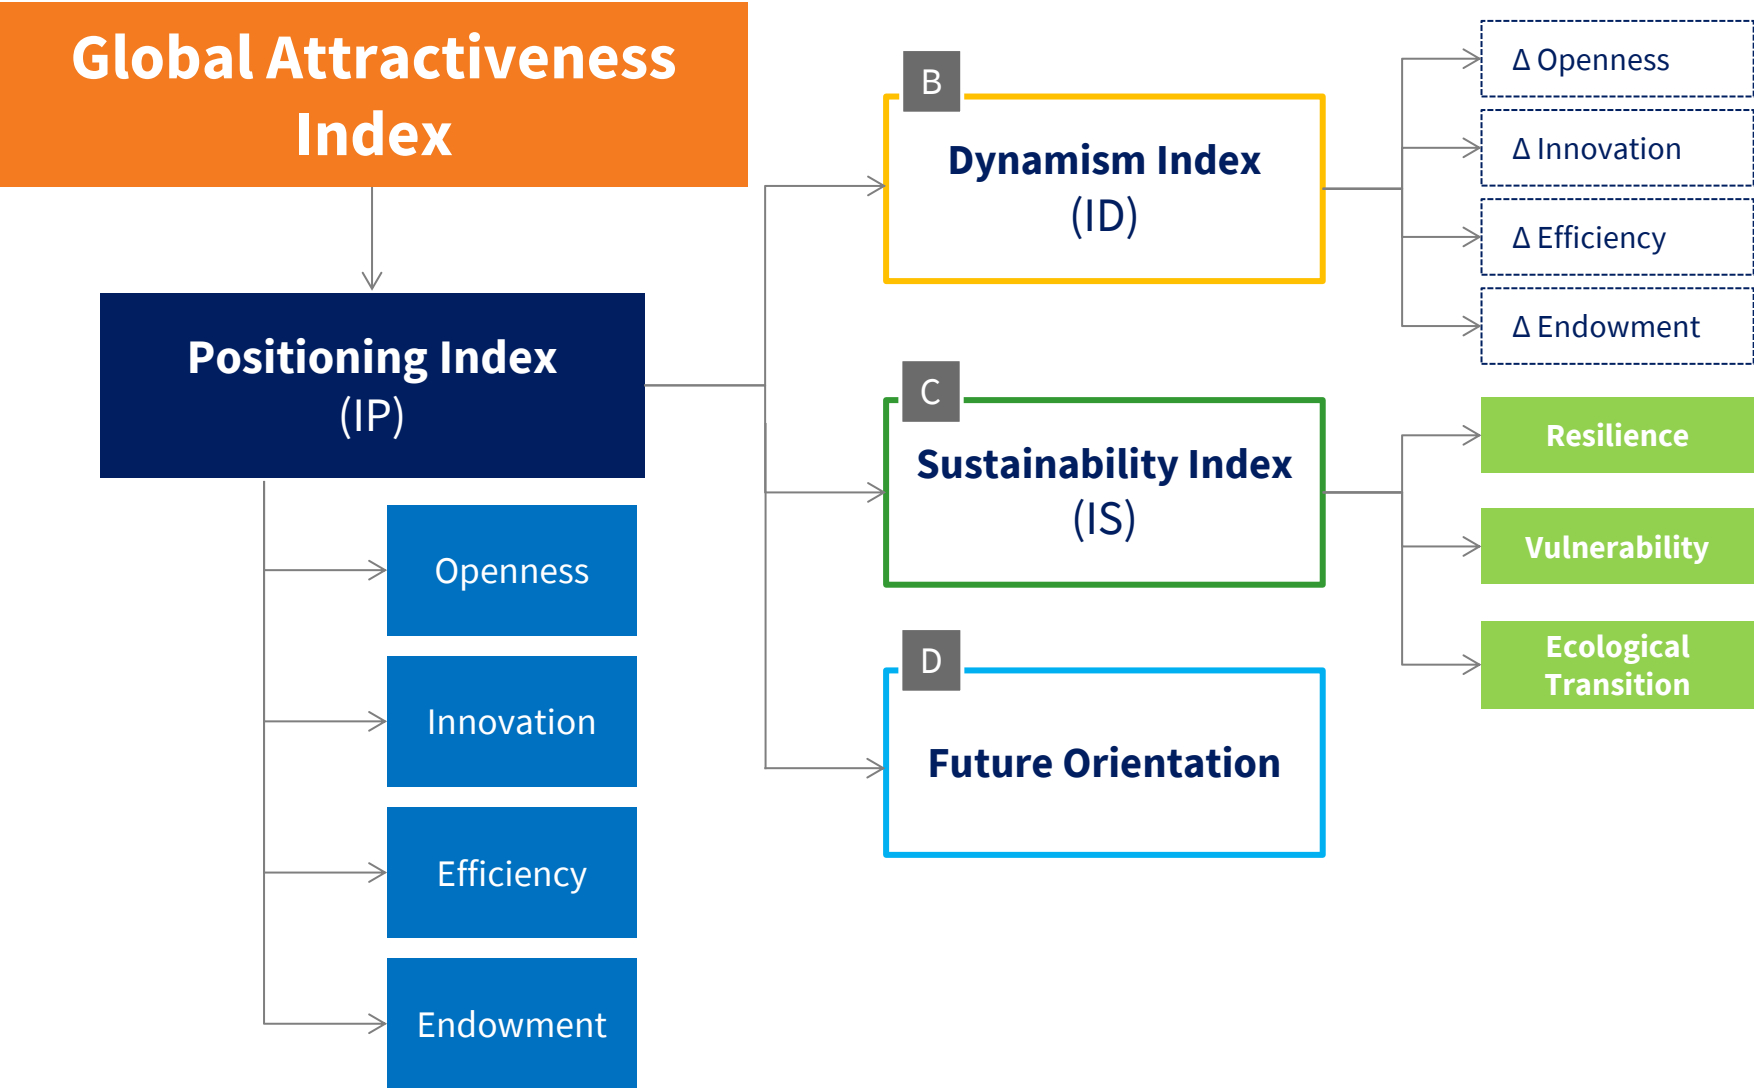 Global Attractiveness
Index
Positioning Index
(IP)
Openness
Innovation
Efficiency
Endowment
B
Dynamism Index
(ID)
Δ Openness
Δ Innovation
Δ Efficiency
Δ Endowment
C
Sustainability Index
(IS)
Resilience
Vulnerability
Ecological
Transition
D
Future Orientation